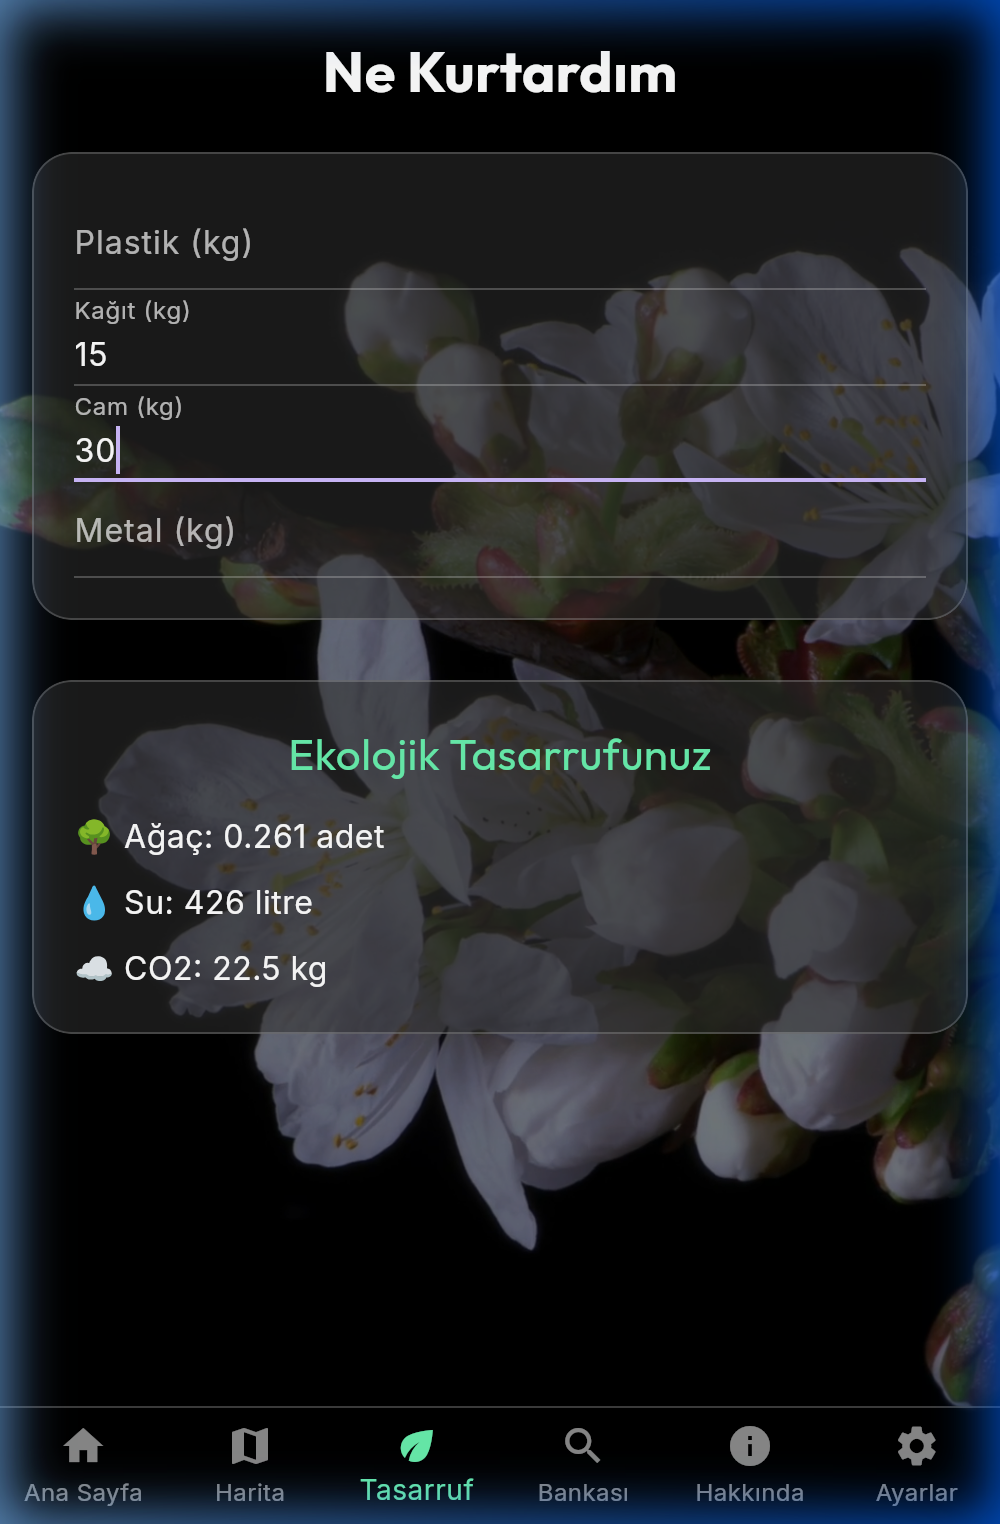 Ne Kurtardım
Plastik (kg)
Kağıt (kg)
15
Cam (kg)
30
Metal (kg)
Ekolojik Tasarrufunuz
🌳 Ağaç: 0.261 adet
💧 Su: 426 litre
☁️ CO2: 22.5 kg
Ana Sayfa
Harita
Tasarruf
Bankası
Hakkında
Ayarlar